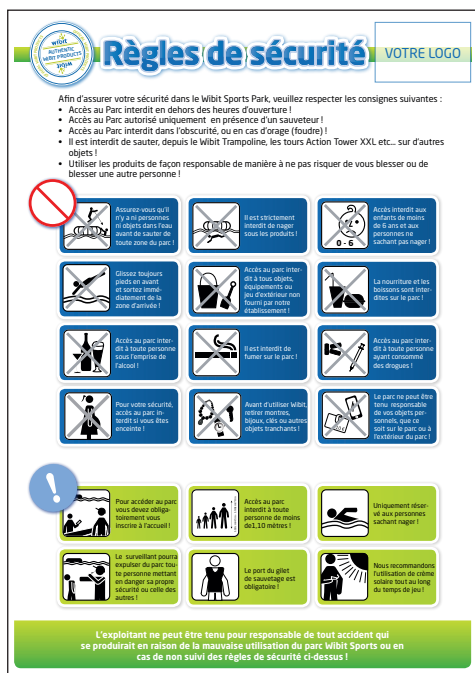 wibit
AUTHENTIC
WIBIT PRODUCTS
wibit
Règles de sécurité
VOTRE LOGO
Afin d'assurer votre sécurité dans le Wibit Sports Park, veuillez respecter les consignes suivantes :
• Accès au Parc interdit en dehors des heures d'ouverture !
• Accès au Parc autorisé uniquement en présence d'un sauveteur !
• Accès au Parc interdit dans l'obscurité, ou en cas d'orage (foudre) !
• Il est interdit de sauter, depuis le Wibit Trampoline, les tours Action Tower XXL etc... sur d'autres
objets !
• Utiliser les produits de façon responsable de manière à ne pas risquer de vous blesser ou de
blesser une autre personne !
Assurez-vous qu'il
n'y a ni personnes
ni objets dans l'eau
avant de sauter de
toute zone du parc !
Il est strictement
interdit de nager
sous les produits !
0 - 6
Accès interdit aux
enfants de moins
de 6 ans et aux
personnes ne
sachant pas nager !
Glissez toujours
pieds en avant
et sortez immé-
diatement de la
zone d'arrivée !
Accès au parc inter-
dit à tous objets,
équipements ou
jeu d'extérieur non
fourni par notre
établissement !
La nourriture et les
boissons sont inter-
dites sur le parc !
Accès au parc inter-
dit à toute personne
sous l'emprise de
l'alcool !
Il est interdit de
fumer sur le parc !
Accès au parc inter-
dit à toute personne
ayant consommé
des drogues !
Pour votre sécurité,
accès au parc in-
terdit si vous êtes
enceinte !
Avant d'utiliser Wibit,
retirer montres,
bijoux, clés ou autres
objets tranchants !
Le parc ne peut être
tenu responsable
de vos objets per-
sonnels, que ce
soit sur le parc ou à
l'extérieur du parc !
!
Pour accéder au parc
vous devez obliga-
toirement vous
inscrire à l'accueil !
Accès au parc
interdit à toute
personne de moins
de1,10 mètres !
Uniquement réser-
vé aux personnes
sachant nager !
Le surveillant pourra
expulser du parc tou-
te personne mettant
en danger sa propre
sécurité ou celle des
autres !
Le port du gilet
de sauvetage est
obligatoire !
Nous recommandons
l'utilisation de crème
solaire tout au long
du temps de jeu !
L'exploitant ne peut être tenu pour responsable de tout accident qui
se produirait en raison de la mauvaise utilisation du parc Wibit Sports ou en
cas de non suivi des règles de sécurité ci-dessus !